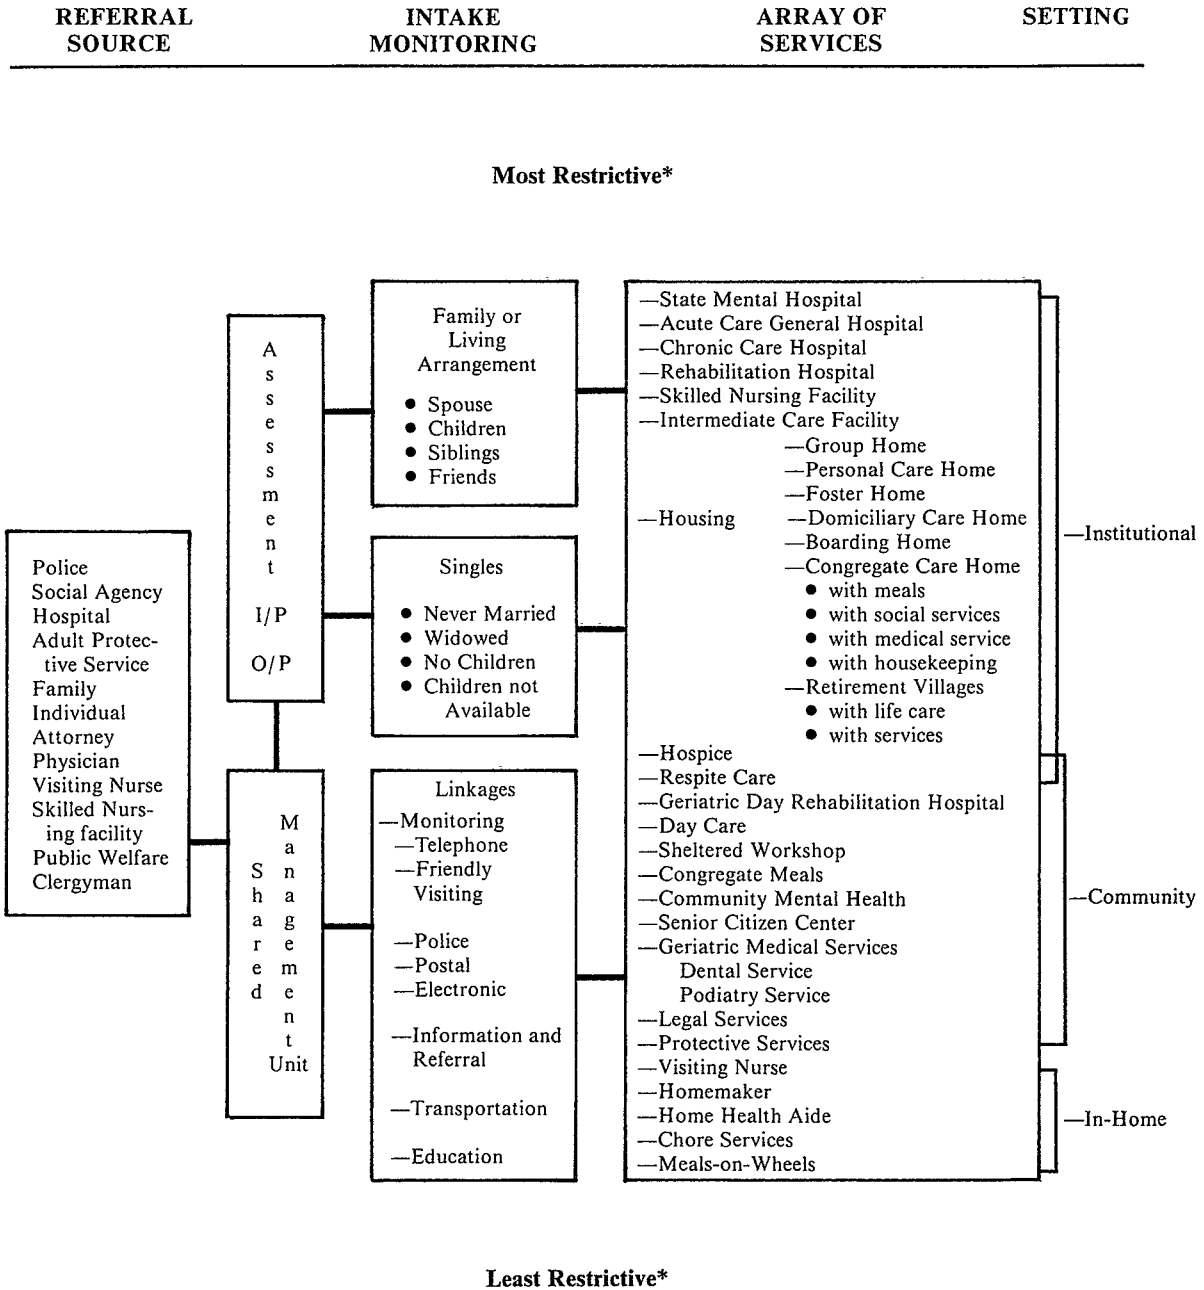 REFERRAL
SOURCE
INTAKE
MONITORING
ARRAY OF
SERVICES
SETTING
Most Restrictive*
Police
Social Agency
Hospital
Adult Protec-
tive Service
Family
Individual
Attorney
Physician
Visiting Nurse
Skilled Nurs-
ing facility
Public Welfare
Clergyman
Assessment
I/P
O/P
Shared
Management
Unit
Family or
Living
Arrangement
● Spouse
● Children
● Siblings
● Friends
Singles
● Never Married
● Widowed
● No Children
● Children not
Available
Linkages
—Monitoring
—Telephone
—Friendly
Visiting
—Police
—Postal
—Electronic
—Information and
Referral
—Transportation
—Education
—State Mental Hospital
—Acute Care General Hospital
—Chronic Care Hospital
—Rehabilitation Hospital
—Skilled Nursing Facility
—Intermediate Care Facility
—Group Home
—Personal Care Home
—Foster Home
—Housing —Domiciliary Care Home
—Boarding Home
—Congregate Care Home
● with meals
● with social services
● with medical service
● with housekeeping
—Retirement Villages
● with life care
● with services
—Hospice
—Respite Care
—Geriatric Day Rehabilitation Hospital
—Day Care
—Sheltered Workshop
—Congregate Meals
—Community Mental Health
—Senior Citizen Center
—Geriatric Medical Services
Dental Service
Podiatry Service
—Legal Services
—Protective Services
—Visiting Nurse
—Homemaker
—Home Health Aide
—Chore Services
—Meals-on-Wheels
—Institutional
—Community
—In-Home
Least Restrictive*